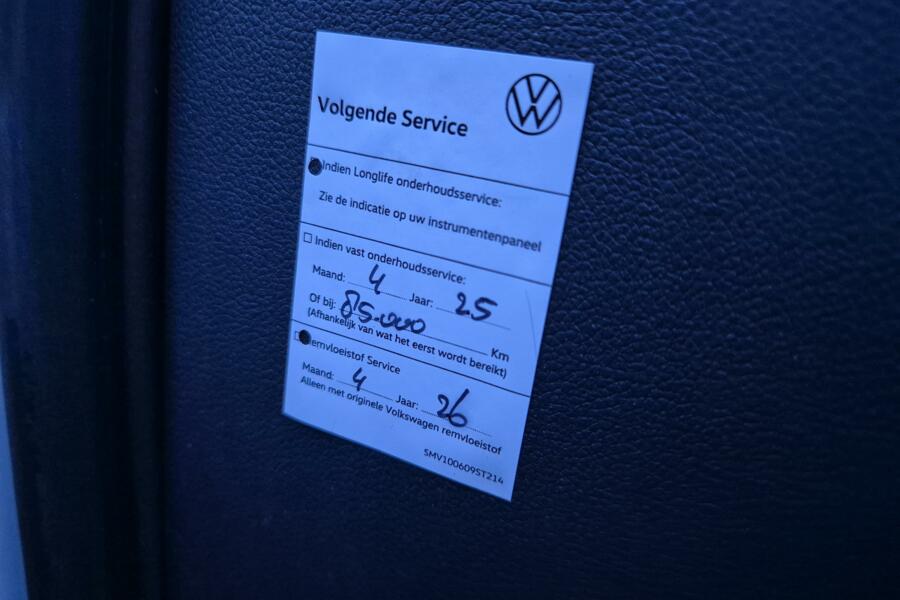 Volgende Service
Indien Longlife onderhoudsservice:
Zie de indicatie op uw instrumentenpaneel
Indien vast onderhoudsservice:
Maand: 4 Jaar: 25
Of bij: 85.000 Km
(Afhankelijk van wat het eerst wordt bereikt)
Remvloeistof Service
Maand: 4 Jaar: 26
Alleen met originele Volkswagen remvloeistof
SMV100609ST214